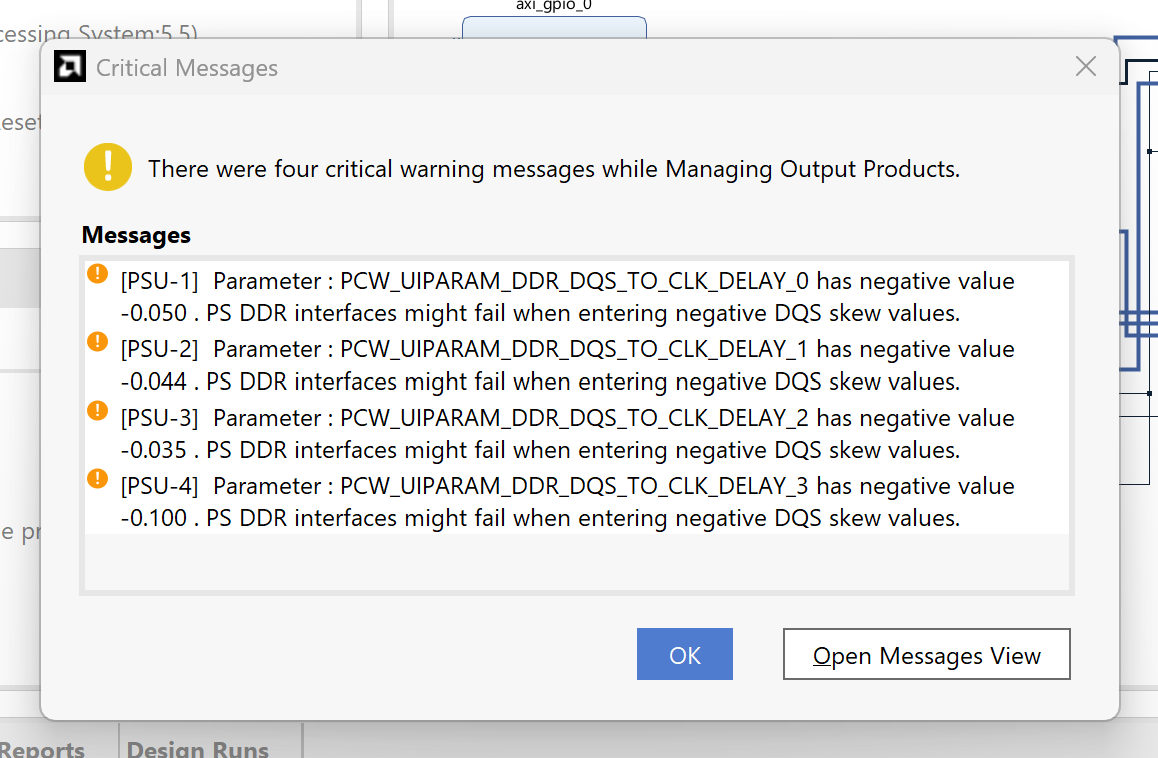 axi_gpio_0
cessing System:5.5)
Critical Messages
eset
There were four critical warning messages while Managing Output Products.
Messages
[PSU-1] Parameter : PCW_UIPARAM_DDR_DQS_TO_CLK_DELAY_0 has negative value
-0.050 . PS DDR interfaces might fail when entering negative DQS skew values.
[PSU-2] Parameter : PCW_UIPARAM_DDR_DQS_TO_CLK_DELAY_1 has negative value
-0.044 . PS DDR interfaces might fail when entering negative DQS skew values.
[PSU-3] Parameter : PCW_UIPARAM_DDR_DQS_TO_CLK_DELAY_2 has negative value
-0.035 . PS DDR interfaces might fail when entering negative DQS skew values.
[PSU-4] Parameter : PCW_UIPARAM_DDR_DQS_TO_CLK_DELAY_3 has negative value
-0.100 . PS DDR interfaces might fail when entering negative DQS skew values.
e pr
OK
Open Messages View
Reports
Design Runs